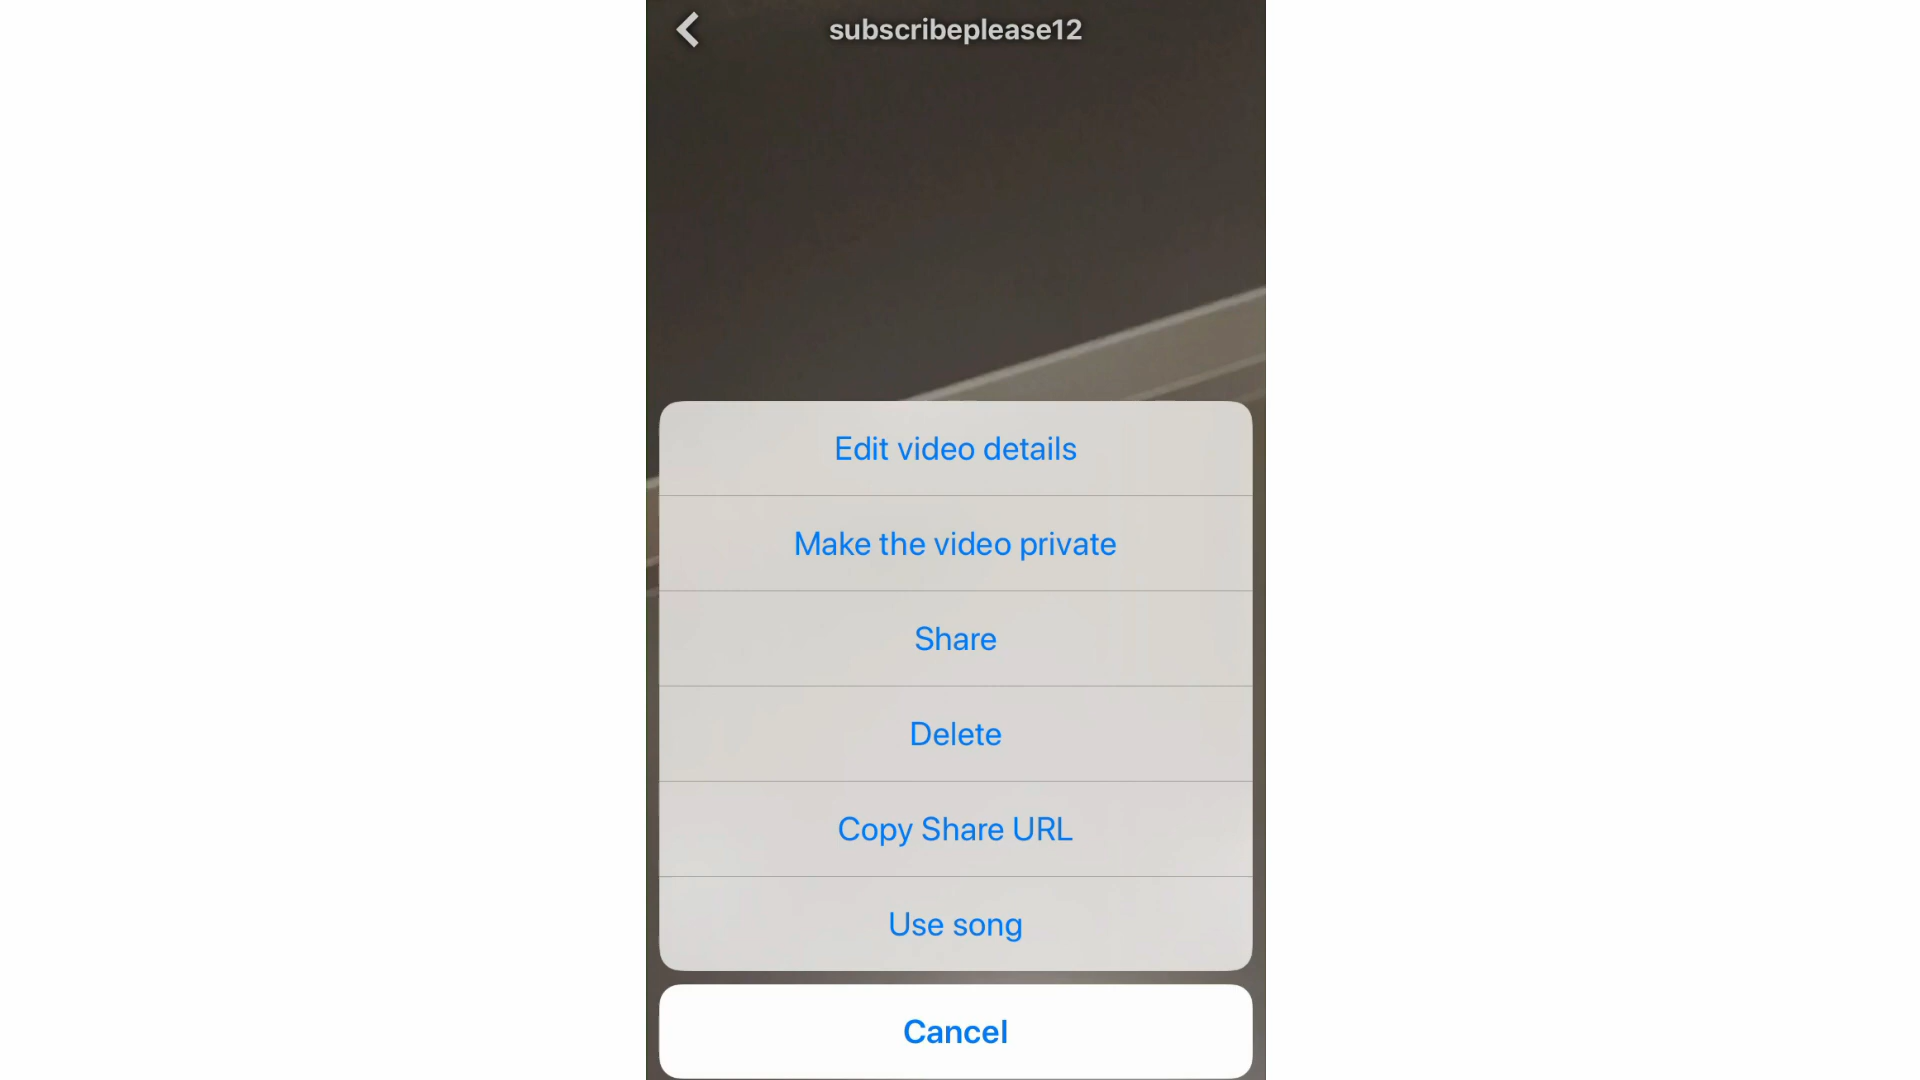 subscribeplease12
Edit video details
Make the video private
Share
Delete
Copy Share URL
Use song
Cancel